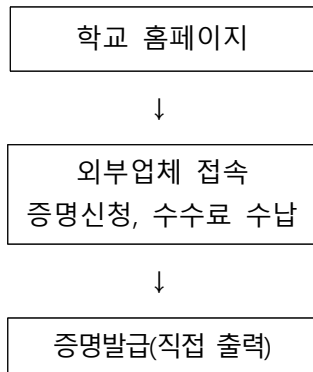 학교 홈페이지
↓
외부업체 접속
증명신청, 수수료 수납
↓
증명발급(직접 출력)